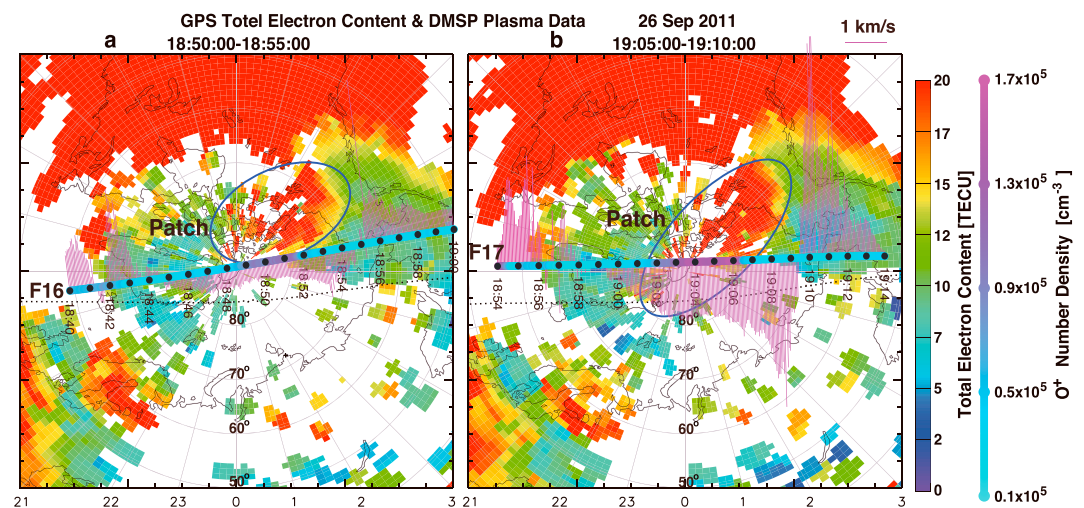 GPS Totel Electron Content & DMSP Plasma Data 26 Sep 2011
a 18:50:00-18:55:00
b 19:05:00-19:10:00
1 km/s
Patch
F16
18:40
18:42
18:44
18:46
18:48
18:50
18:52
18:54
18:56
18:58
19:00
80°
70°
60°
50°
21 22 23 0 1 2 3
Patch
F17
18:54
18:56
18:58
19:00
19:04
19:06
19:08
19:10
19:12
80°
70°
60°
50°
21 22 23 0 1 2 3
20
17
15
12
10
7
5
2
0
Total Electron Content [TECU]
1.7x10⁵
1.3x10⁵
0.9x10⁵
0.5x10⁵
0.1x10⁵
O⁺ Number Density [cm⁻³]